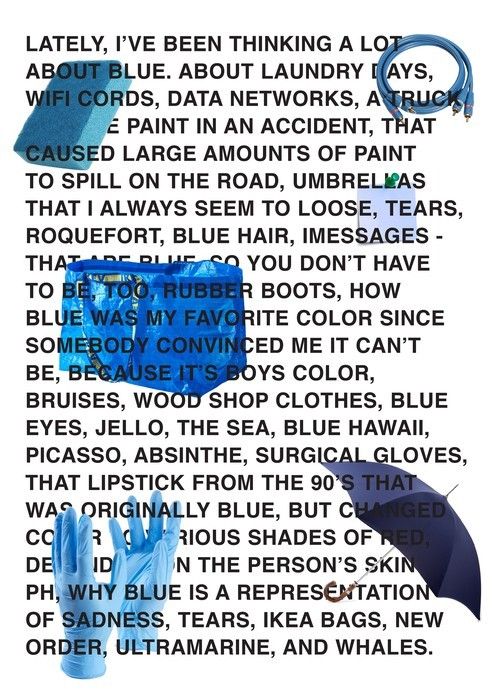 LATELY, I'VE BEEN THINKING A LOT
ABOUT BLUE. ABOUT LAUNDRY DAYS,
WIFI CORDS, DATA NETWORKS, A TRUCK
PAINT IN AN ACCIDENT, THAT
CAUSED LARGE AMOUNTS OF PAINT
TO SPILL ON THE ROAD, UMBRELLAS
THAT I ALWAYS SEEM TO LOOSE, TEARS,
ROQUEFORT, BLUE HAIR, IMESSAGES -
THAT ARE BLUE, SO YOU DON'T HAVE
TO BE, TOO, RUBBER BOOTS, HOW
BLUE WAS MY FAVORITE COLOR SINCE
SOMEBODY CONVINCED ME IT CAN'T
BE, BECAUSE IT'S BOYS COLOR,
BRUISES, WOOD SHOP CLOTHES, BLUE
EYES, JELLO, THE SEA, BLUE HAWAII,
PICASSO, ABSINTHE, SURGICAL GLOVES,
THAT LIPSTICK FROM THE 90'S THAT
WAS ORIGINALLY BLUE, BUT CHANGED
SHADES OF RED,
ON THE PERSON'S SKIN
PH, WHY BLUE IS A REPRESENTATION
OF SADNESS, TEARS, IKEA BAGS, NEW
ORDER, ULTRAMARINE, AND WHALES.